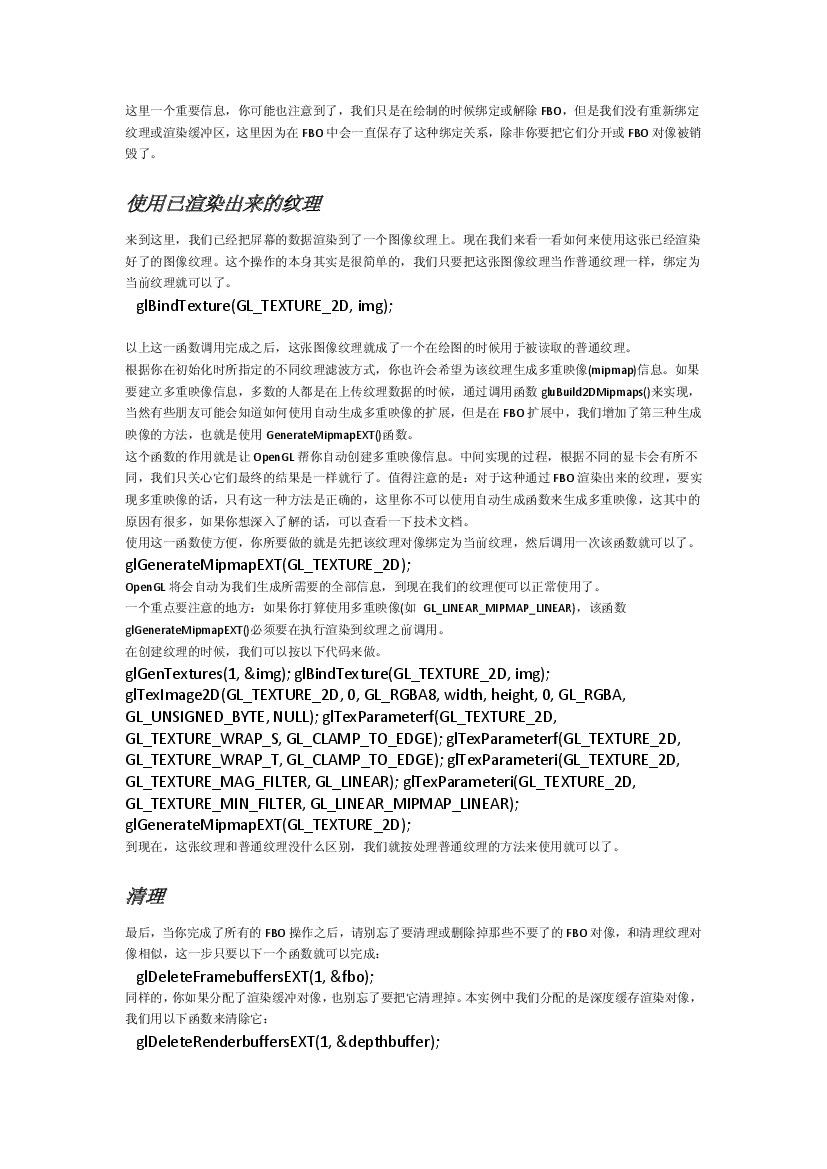 这里一个重要信息，你可能也注意到了，我们只是在绘制的时候绑定或解除 FBO，但是我们没有重新绑定
纹理或渲染缓冲区，这里因为在 FBO 中会一直保存了这种绑定关系，除非你要把它们分开或 FBO 对像被销
毁了。
使用已渲染出来的纹理
来到这里，我们已经把屏幕的数据渲染到了一个图像纹理上。现在我们来看一看如何来使用这张已经渲染
好了的图像纹理。这个操作的本身其实是很简单的，我们只要把这张图像纹理当作普通纹理一样，绑定为
当前纹理就可以了。
glBindTexture(GL_TEXTURE_2D, img);
以上这一函数调用完成之后，这张图像纹理就成了一个在绘图的时候用于被读取的普通纹理。
根据你在初始化时所指定的不同纹理滤波方式，你也许会希望为该纹理生成多重映像(mipmap)信息。如果
要建立多重映像信息，多数的人都是在上传纹理数据的时候，通过调用函数 gluBuild2DMipmaps()来实现，
当然有些朋友可能会知道如何使用自动生成多重映像的扩展，但是在 FBO 扩展中，我们增加了第三种生成
映像的方法，也就是使用 GenerateMipmapEXT()函数。
这个函数的作用就是让 OpenGL 帮你自动创建多重映像信息。中间实现的过程，根据不同的显卡会有所不
同，我们只关心它们最终的结果是一样就行了。值得注意的是：对于这种通过 FBO 渲染出来的纹理，要实
现多重映像的话，只有这一种方法是正确的，这里你不可以使用自动生成函数来生成多重映像，这其中的
原因有很多，如果你想深入了解的话，可以查看一下技术文档。
使用这一函数使方便，你所要做的就是先把该纹理对像绑定为当前纹理，然后调用一次该函数就可以了。
glGenerateMipmapEXT(GL_TEXTURE_2D);
OpenGL 将会自动为我们生成所需要的全部信息，到现在我们的纹理便可以正常使用了。
一个重点要注意的地方：如果你打算使用多重映像(如 GL_LINEAR_MIPMAP_LINEAR)，该函数
glGenerateMipmapEXT()必须要在执行渲染到纹理之前调用。
在创建纹理的时候，我们可以按以下代码来做。
glGenTextures(1, &img); glBindTexture(GL_TEXTURE_2D, img);
glTexImage2D(GL_TEXTURE_2D, 0, GL_RGBA8, width, height, 0, GL_RGBA,
GL_UNSIGNED_BYTE, NULL); glTexParameterf(GL_TEXTURE_2D,
GL_TEXTURE_WRAP_S, GL_CLAMP_TO_EDGE); glTexParameterf(GL_TEXTURE_2D,
GL_TEXTURE_WRAP_T, GL_CLAMP_TO_EDGE); glTexParameteri(GL_TEXTURE_2D,
GL_TEXTURE_MAG_FILTER, GL_LINEAR); glTexParameteri(GL_TEXTURE_2D,
GL_TEXTURE_MIN_FILTER, GL_LINEAR_MIPMAP_LINEAR);
glGenerateMipmapEXT(GL_TEXTURE_2D);
到现在，这张纹理和普通纹理没什么区别，我们就按处理普通纹理的方法来使用就可以了。
清理
最后，当你完成了所有的 FBO 操作之后，请别忘了要清理或删除掉那些不要了的 FBO 对像，和清理纹理对
像相似，这一步只要以下一个函数就可以完成：
glDeleteFramebuffersEXT(1, &fbo);
同样的，你如果分配了渲染缓冲对像，也别忘了要把它清理掉。本实例中我们分配的是深度缓存渲染对像，
我们用以下函数来清除它：
glDeleteRenderbuffersEXT(1, &depthbuffer);